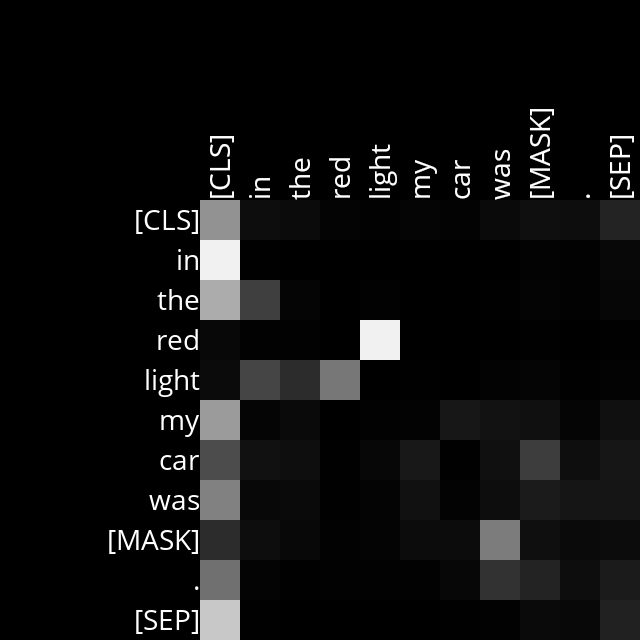 [CLS] in the red light my car was [MASK] . [SEP]
[CLS]
in
the
red
light
my
car
was
[MASK]
.
[SEP]